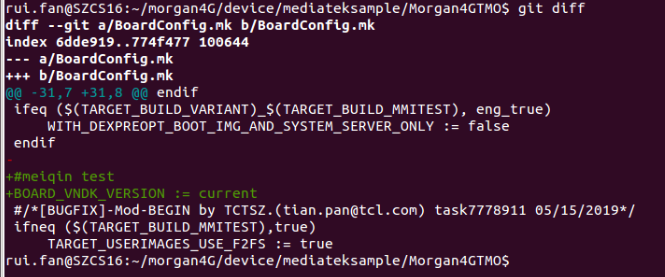 rui.fan@SZCS16:~/morgan4G/device/mediateksample/Morgan4GTMO$ git diff
diff --git a/BoardConfig.mk b/BoardConfig.mk
index 6dde919..774f477 100644
--- a/BoardConfig.mk
+++ b/BoardConfig.mk
@@ -31,7 +31,8 @@ endif
 ifeq ($(TARGET_BUILD_VARIANT)_$(TARGET_BUILD_MMITEST), eng_true)
     WITH_DEXPREOPT_BOOT_IMG_AND_SYSTEM_SERVER_ONLY := false
 endif
-
+#meiqin test
+BOARD_VNDK_VERSION := current
 #/*[BUGFIX]-Mod-BEGIN by TCTSZ.(tian.pan@tcl.com) task7778911 05/15/2019*/
 ifneq ($(TARGET_BUILD_MMITEST),true)
     TARGET_USERIMAGES_USE_F2FS := true
rui.fan@SZCS16:~/morgan4G/device/mediateksample/Morgan4GTMO$